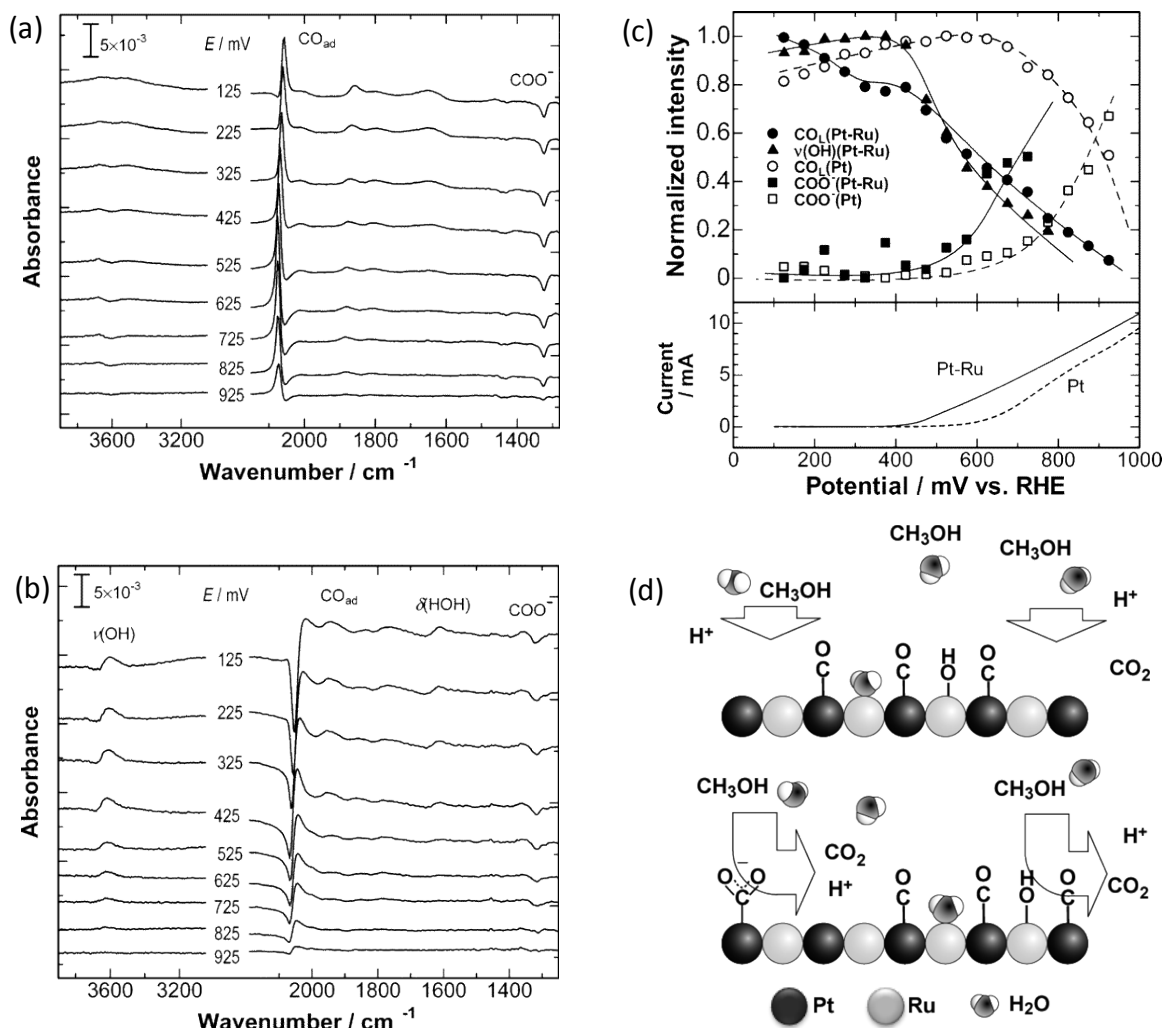 (a)
5×10⁻³
E / mV
CO_ad
COO⁻
125
225
325
425
525
625
725
825
925
Absorbance
3600 3200 2000 1800 1600 1400 1280
Wavenumber / cm ⁻¹
(b)
5×10⁻³
E / mV
CO_ad
δ(HOH)
COO⁻
ν(OH)
125
225
325
425
525
625
725
825
925
Absorbance
3600 3200 2000 1800 1600 1400 1280
Wavenumber / cm ⁻¹
(c)
1.0
0.8
0.6
0.4
0.2
0
Normalized intensity
CO_L(Pt-Ru)
ν(OH)(Pt-Ru)
CO_L(Pt)
COO⁻(Pt-Ru)
COO⁻(Pt)
10
5
0
Current
/ mA
Pt-Ru
Pt
0 200 400 600 800 1000
Potential / mV vs. RHE
(d)
CH₃OH
CH₃OH
CH₃OH
H⁺
H⁺
CO₂
O
C
O
C
H
O
O
C
CH₃OH
CH₃OH
H⁺
CO₂
CO₂
H⁺
O O
−
C
O
C
O
C
H
O
O
C
Pt Ru H₂O